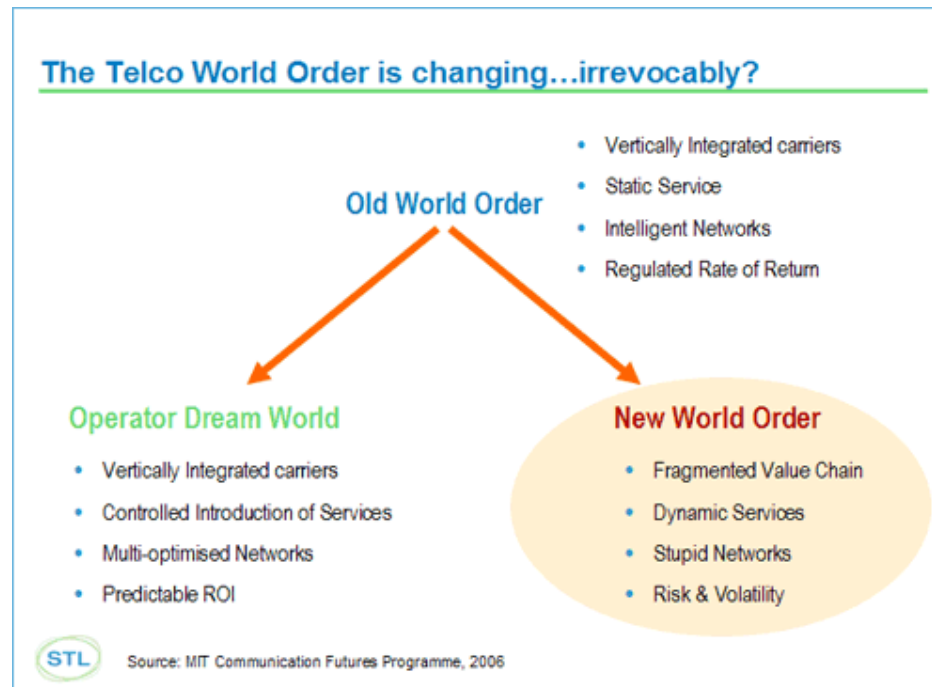 The Telco World Order is changing...irrevocably?
Old World Order
• Vertically Integrated carriers
• Static Service
• Intelligent Networks
• Regulated Rate of Return
Operator Dream World
• Vertically Integrated carriers
• Controlled Introduction of Services
• Multi-optimised Networks
• Predictable ROI
New World Order
• Fragmented Value Chain
• Dynamic Services
• Stupid Networks
• Risk & Volatility
STL
Source: MIT Communication Futures Programme, 2006